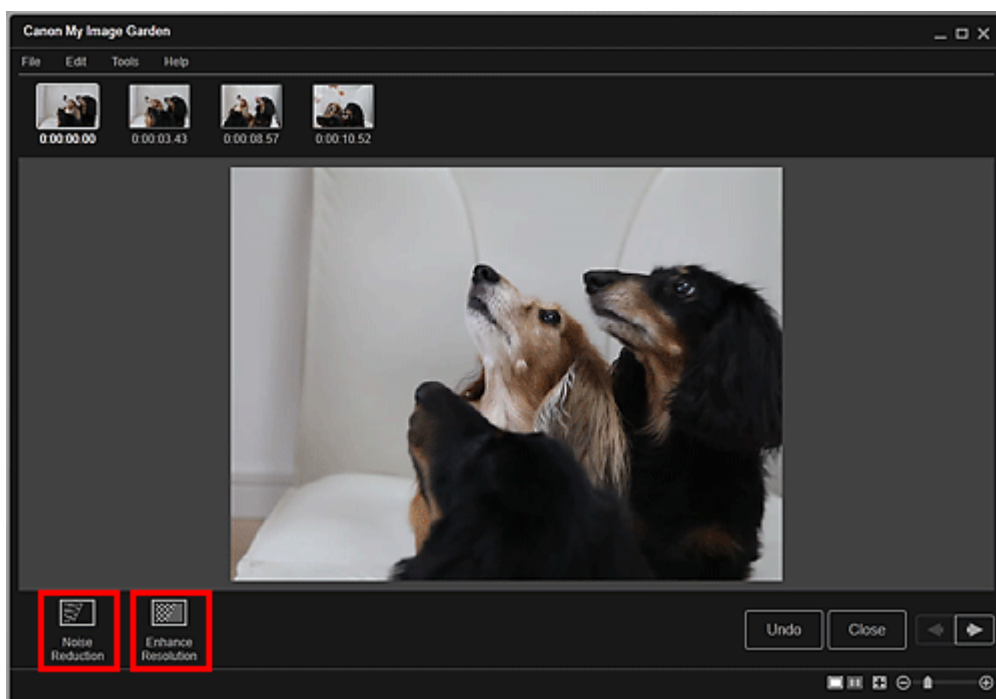 Canon My Image Garden
File Edit Tools Help
0:00:00.00 0:00:03.43 0:00:08.57 0:00:10.52
Noise
Reduction
Enhance
Resolution
Undo Close